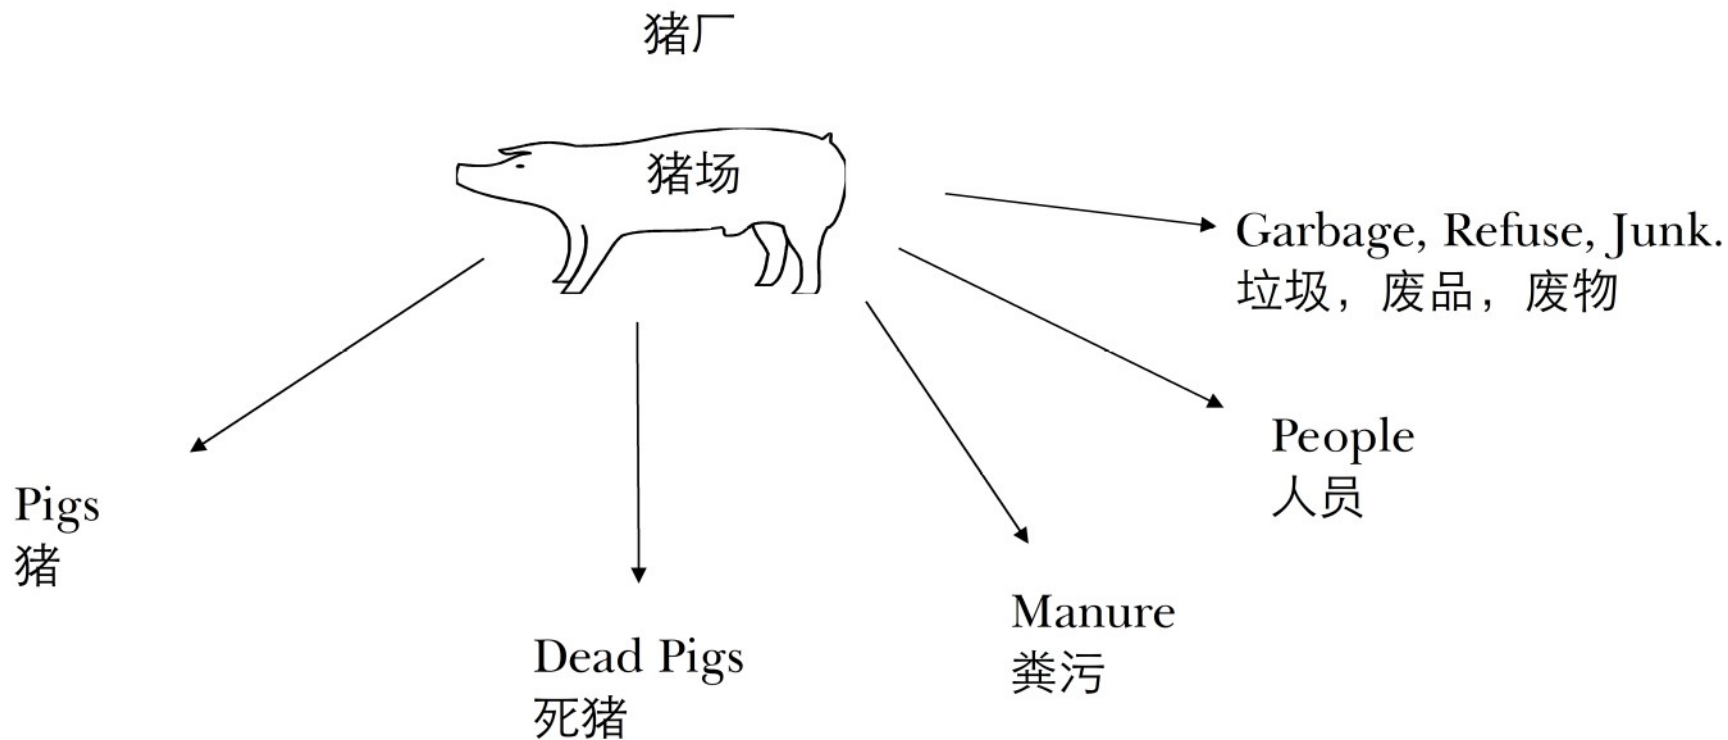 猪厂
猪场
Garbage, Refuse, Junk.
垃圾，废品，废物
People
人员
Pigs
猪
Manure
粪污
Dead Pigs
死猪